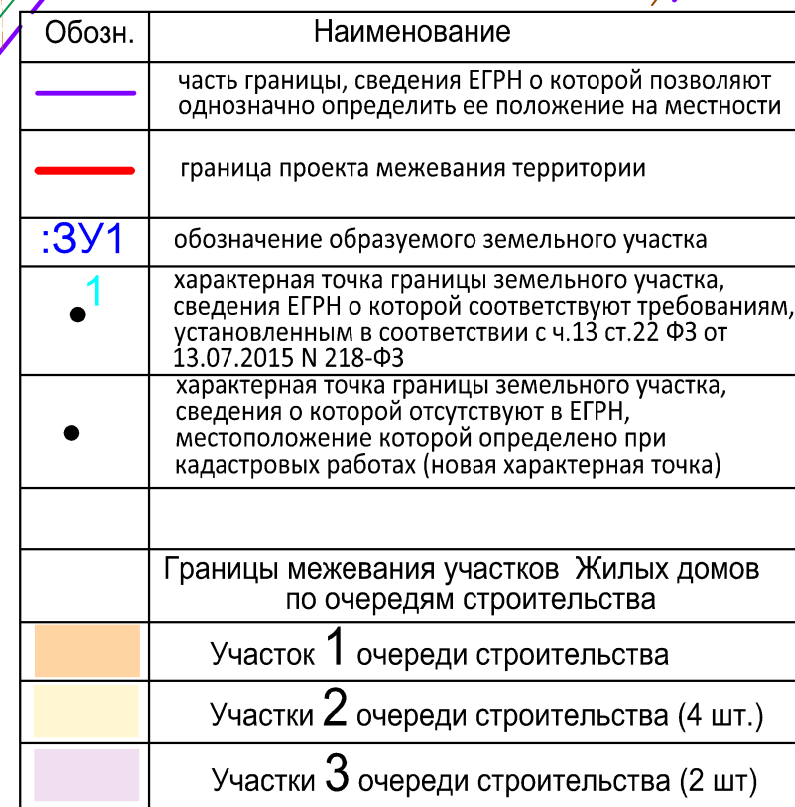 Обозн. Наименование
часть границы, сведения ЕГРН о которой позволяют
однозначно определить ее положение на местности
граница проекта межевания территории
:ЗУ1 обозначение образуемого земельного участка
1
характерная точка границы земельного участка,
сведения ЕГРН о которой соответствуют требованиям,
установленным в соответствии с ч.13 ст.22 ФЗ от
13.07.2015 N 218-ФЗ
характерная точка границы земельного участка,
сведения о которой отсутствуют в ЕГРН,
местоположение которой определено при
кадастровых работах (новая характерная точка)
Границы межевания участков Жилых домов
по очередям строительства
Участок 1 очереди строительства
Участки 2 очереди строительства (4 шт.)
Участки 3 очереди строительства (2 шт)